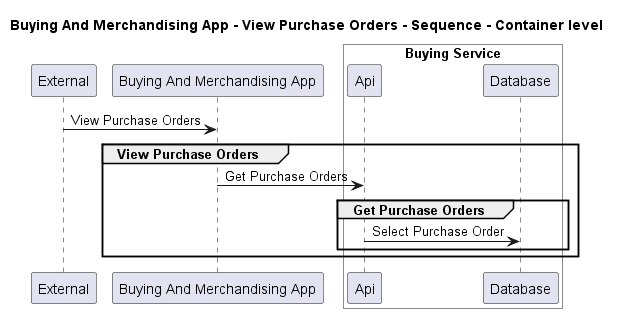 Buying And Merchandising App - View Purchase Orders - Sequence - Container level
Buying Service
External
Buying And Merchandising App
Api
Database
View Purchase Orders
View Purchase Orders
Get Purchase Orders
Get Purchase Orders
Select Purchase Order
External
Buying And Merchandising App
Api
Database